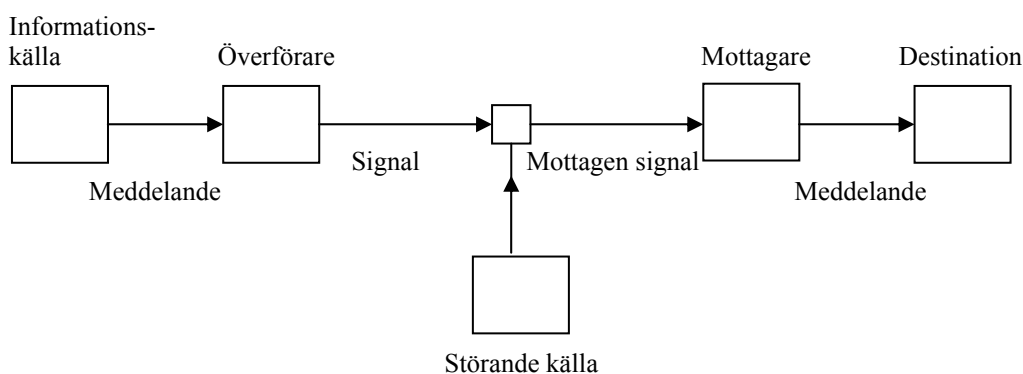 Informations-
källa
Överförare
Mottagare
Destination
Signal
Mottagen signal
Meddelande
Meddelande
Störande källa